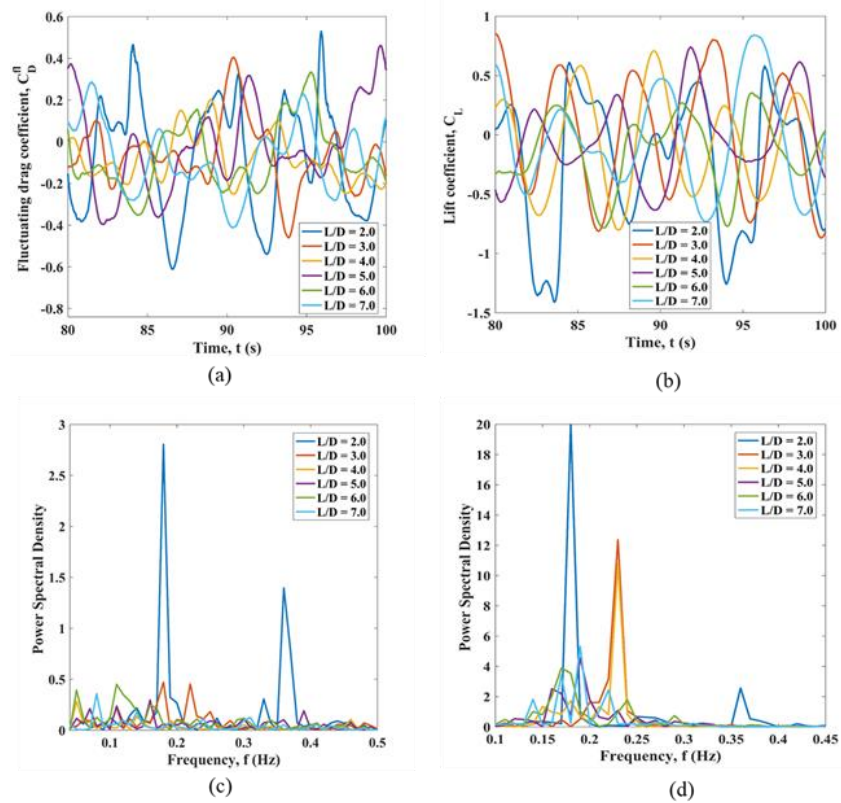 Fluctuating drag coefficient, C_D^fl
0.6
0.4
0.2
0
-0.2
-0.4
-0.6
-0.8
80
85
90
95
100
Time, t (s)
L/D = 2.0
L/D = 3.0
L/D = 4.0
L/D = 5.0
L/D = 6.0
L/D = 7.0
(a)
Lift coefficient, C_L
1
0.5
0
-0.5
-1
-1.5
80
85
90
95
100
Time, t (s)
L/D = 2.0
L/D = 3.0
L/D = 4.0
L/D = 5.0
L/D = 6.0
L/D = 7.0
(b)
Power Spectral Density
3
2.5
2
1.5
1
0.5
0
0.1
0.2
0.3
0.4
0.5
Frequency, f (Hz)
L/D = 2.0
L/D = 3.0
L/D = 4.0
L/D = 5.0
L/D = 6.0
L/D = 7.0
(c)
Power Spectral Density
20
18
16
14
12
10
8
6
4
2
0
0.1
0.15
0.2
0.25
0.3
0.35
0.4
0.45
Frequency, f (Hz)
L/D = 2.0
L/D = 3.0
L/D = 4.0
L/D = 5.0
L/D = 6.0
L/D = 7.0
(d)